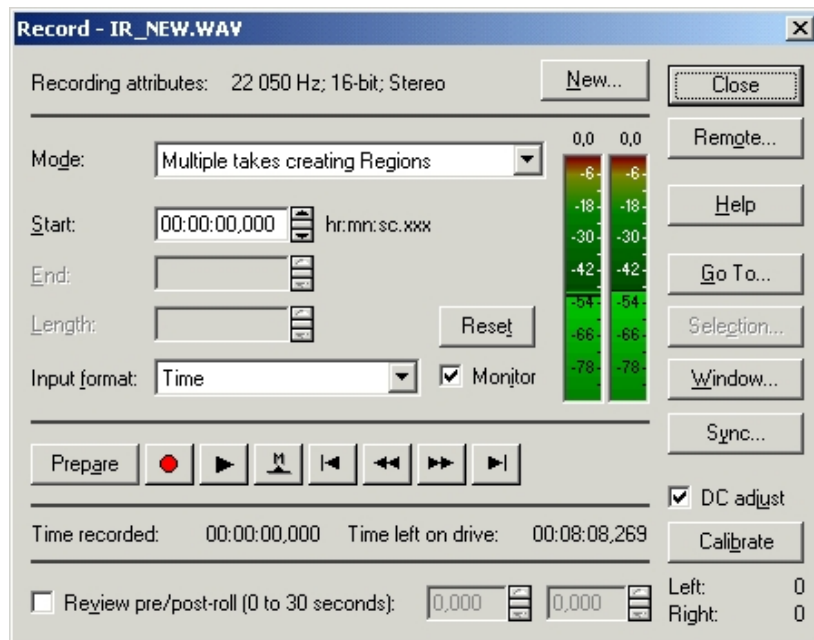 Record - IR_NEW.WAV
Recording attributes: 22 050 Hz; 16-bit; Stereo
New...
Close
Mode: Multiple takes creating Regions
0,0 0,0
Remote...
-6- -6-
-18- -18-
-30- -30-
-42- -42-
-54- -54-
-66- -66-
-78- -78-
Start: 00:00:00,000 hr:mn:sc.xxx
Help
End:
Go To...
Length:
Reset
Selection...
Input format: Time
Monitor
Window...
Sync...
Prepare
M
DC adjust
Time recorded: 00:00:00,000 Time left on drive: 00:08:08,269
Calibrate
Review pre/post-roll (0 to 30 seconds): 0,000 0,000
Left: 0
Right: 0